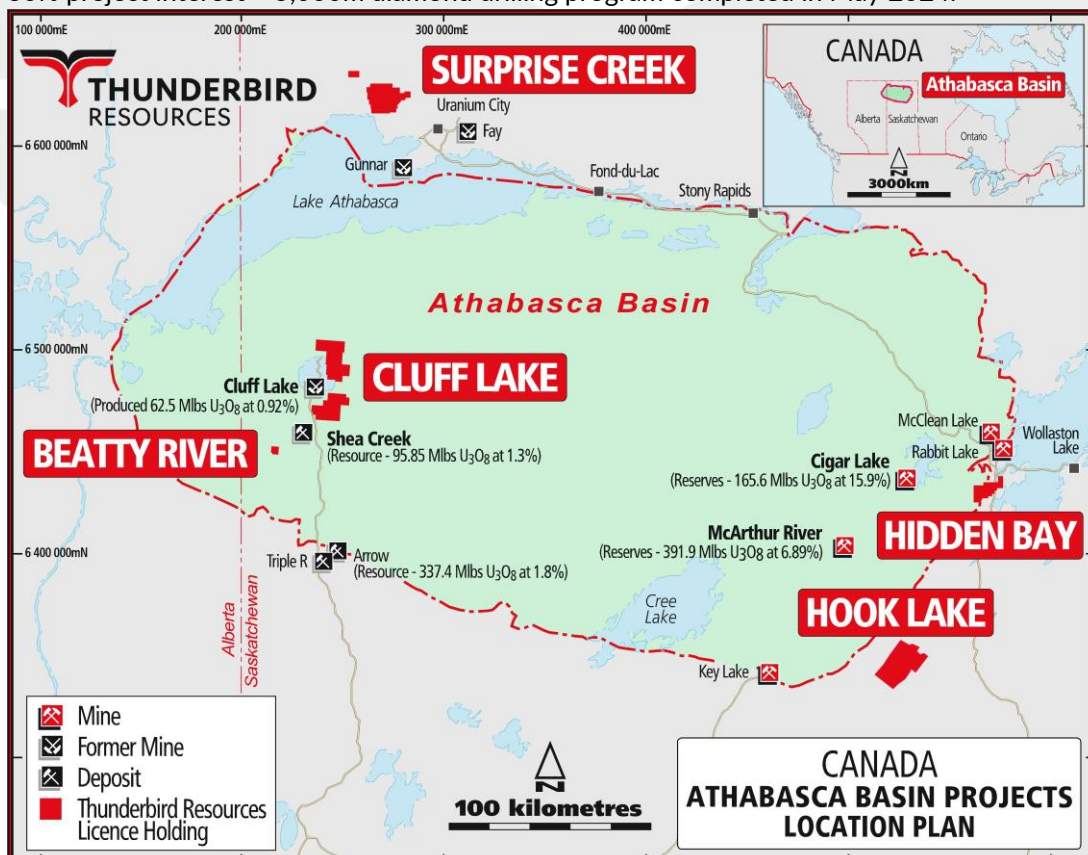 100 000mE
200 000mE
300 000mE
400 000mE
THUNDERBIRD
RESOURCES
SURPRISE CREEK
CANADA
Athabasca Basin
Alberta
Saskatchewan
Ontario
N
3000km
Uranium City
Fay
6 600 000mN
Gunnar
Fond-du-Lac
Stony Rapids
Lake Athabasca
Athabasca Basin
6 500 000mN
CLUFF LAKE
Cluff Lake
(Produced 62.5 Mlbs U₃O₈ at 0.92%)
BEATTY RIVER
Shea Creek
(Resource - 95.85 Mlbs U₃O₈ at 1.3%)
McClean Lake
Rabbit Lake
Wollaston
Lake
Cigar Lake
(Reserves - 165.6 Mlbs U₃O₈ at 15.9%)
HIDDEN BAY
McArthur River
(Reserves - 391.9 Mlbs U₃O₈ at 6.89%)
6 400 000mN
Triple R
Arrow
(Resource - 337.4 Mlbs U₃O₈ at 1.8%)
HOOK LAKE
Cree
Lake
Alberta
Saskatchewan
Key Lake
Mine
Former Mine
Deposit
Thunderbird Resources
Licence Holding
N
100 kilometres
CANADA
ATHABASCA BASIN PROJECTS
LOCATION PLAN